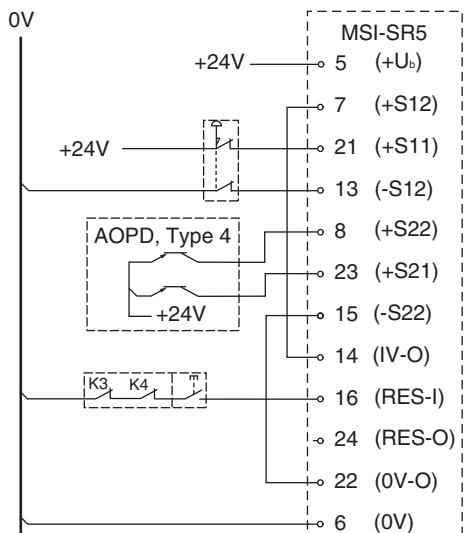 0V
MSI-SR5
+24V 5 (+Ub)
7 (+S12)
+24V 21 (+S11)
13 (-S12)
AOPD, Type 4 8 (+S22)
23 (+S21)
+24V
15 (-S22)
14 (IV-O)
K3 K4 16 (RES-I)
24 (RES-O)
22 (0V-O)
6 (0V)